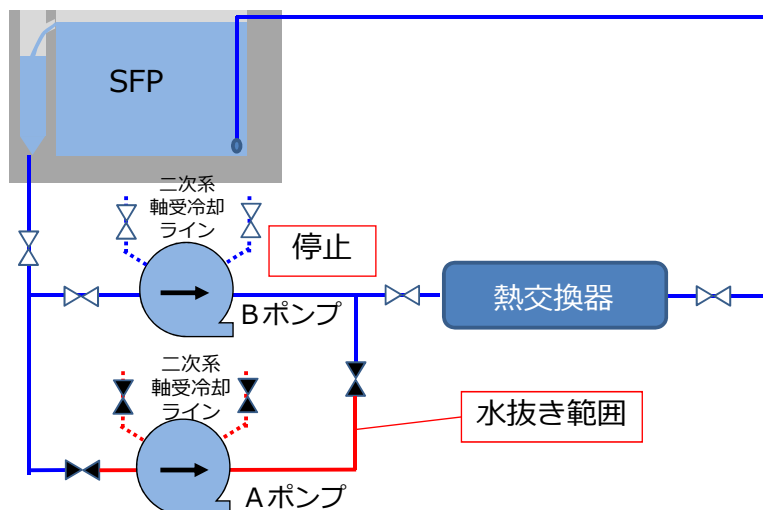 SFP
二次系
軸受冷却
ライン
停止
Ｂポンプ
熱交換器
二次系
軸受冷却
ライン
水抜き範囲
Ａポンプ